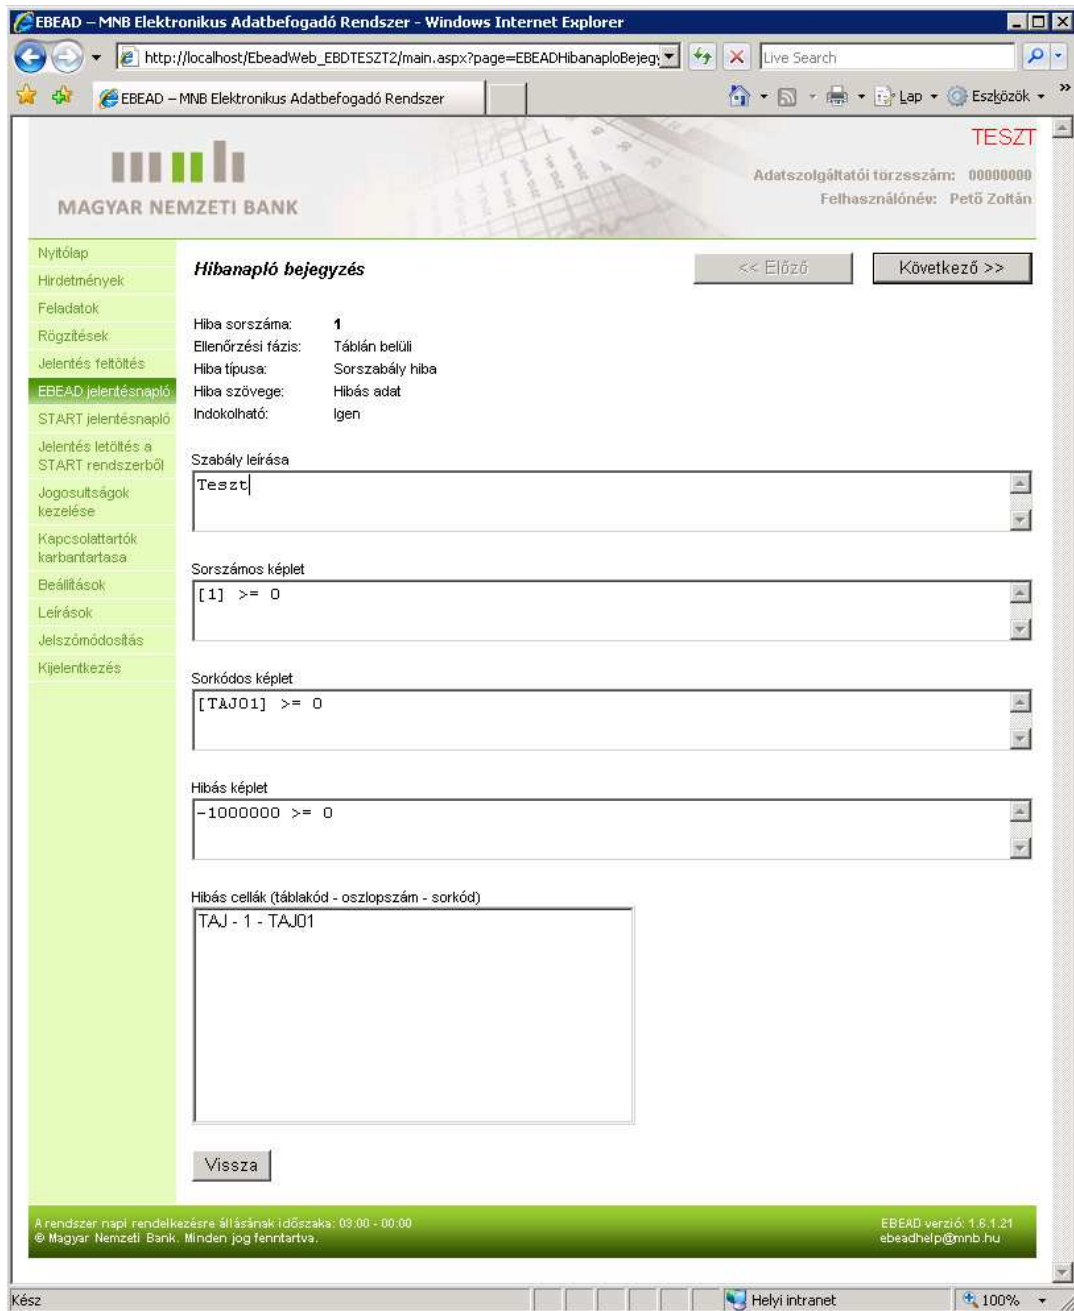 EBEAD – MNB Elektronikus Adatbefogadó Rendszer - Windows Internet Explorer
http://localhost/EbeadWeb_EBDTESZT2/main.aspx?page=EBEADHibanaploBejegy
Live Search
EBEAD – MNB Elektronikus Adatbefogadó Rendszer
Lap
Eszközök
»
TESZT
Adatszolgáltatói törzsszám: 00000000
Felhasználónév: Pető Zoltán
MAGYAR NEMZETI BANK
Nyitólap
Hirdetmények
Feladatok
Rögzítések
Jelentés feltöltés
EBEAD jelentésnapló
START jelentésnapló
Jelentés letöltés a
START rendszerből
Jogosultságok
kezelése
Kapcsolattartók
karbantartasa
Beállítások
Leírások
Jelszómódosítás
Kijelentkezés
Hibanapló bejegyzés
<< Előző
Következő >>
Hiba sorszáma: 1
Ellenőrzési fázis: Táblán belüli
Hiba típusa: Sorszabály hiba
Hiba szövege: Hibás adat
Indokolható: Igen
Szabály leírása
Teszt
Sorszámos képlet
[1] >= 0
Sorkódos képlet
[TAJ01] >= 0
Hibás képlet
-1000000 >= 0
Hibás cellák (táblakód - oszlopszám - sorkód)
TAJ - 1 - TAJ01
Vissza
A rendszer napi rendelkezésre állásának időszaka: 03:00 - 00:00
© Magyar Nemzeti Bank. Minden jog fenntartva.
EBEAD verzió: 1.6.1.21
ebeadhelp@mnb.hu
Kész
Helyi intranet
100%